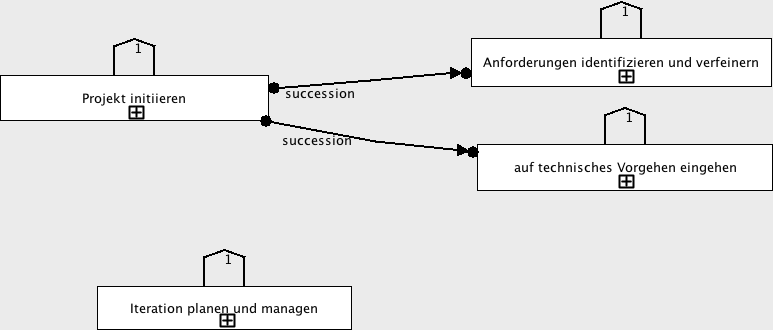 1
Anforderungen identifizieren und verfeinern
1
Projekt initiieren
succession
succession
1
auf technisches Vorgehen eingehen
1
Iteration planen und managen